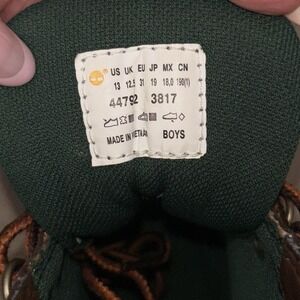 US UK EU JP MX CN
13 12.5 31 19 18.0 190(1)
44792 3817
MADE IN VIETNAM BOYS